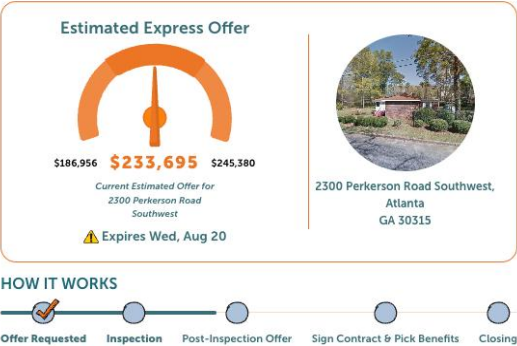 Estimated Express Offer
$186,956 $233,695 $245,380
Current Estimated Offer for
2300 Perkerson Road
Southwest
Expires Wed, Aug 20
2300 Perkerson Road Southwest,
Atlanta
GA 30315
HOW IT WORKS
Offer Requested Inspection Post-Inspection Offer Sign Contract & Pick Benefits Closing